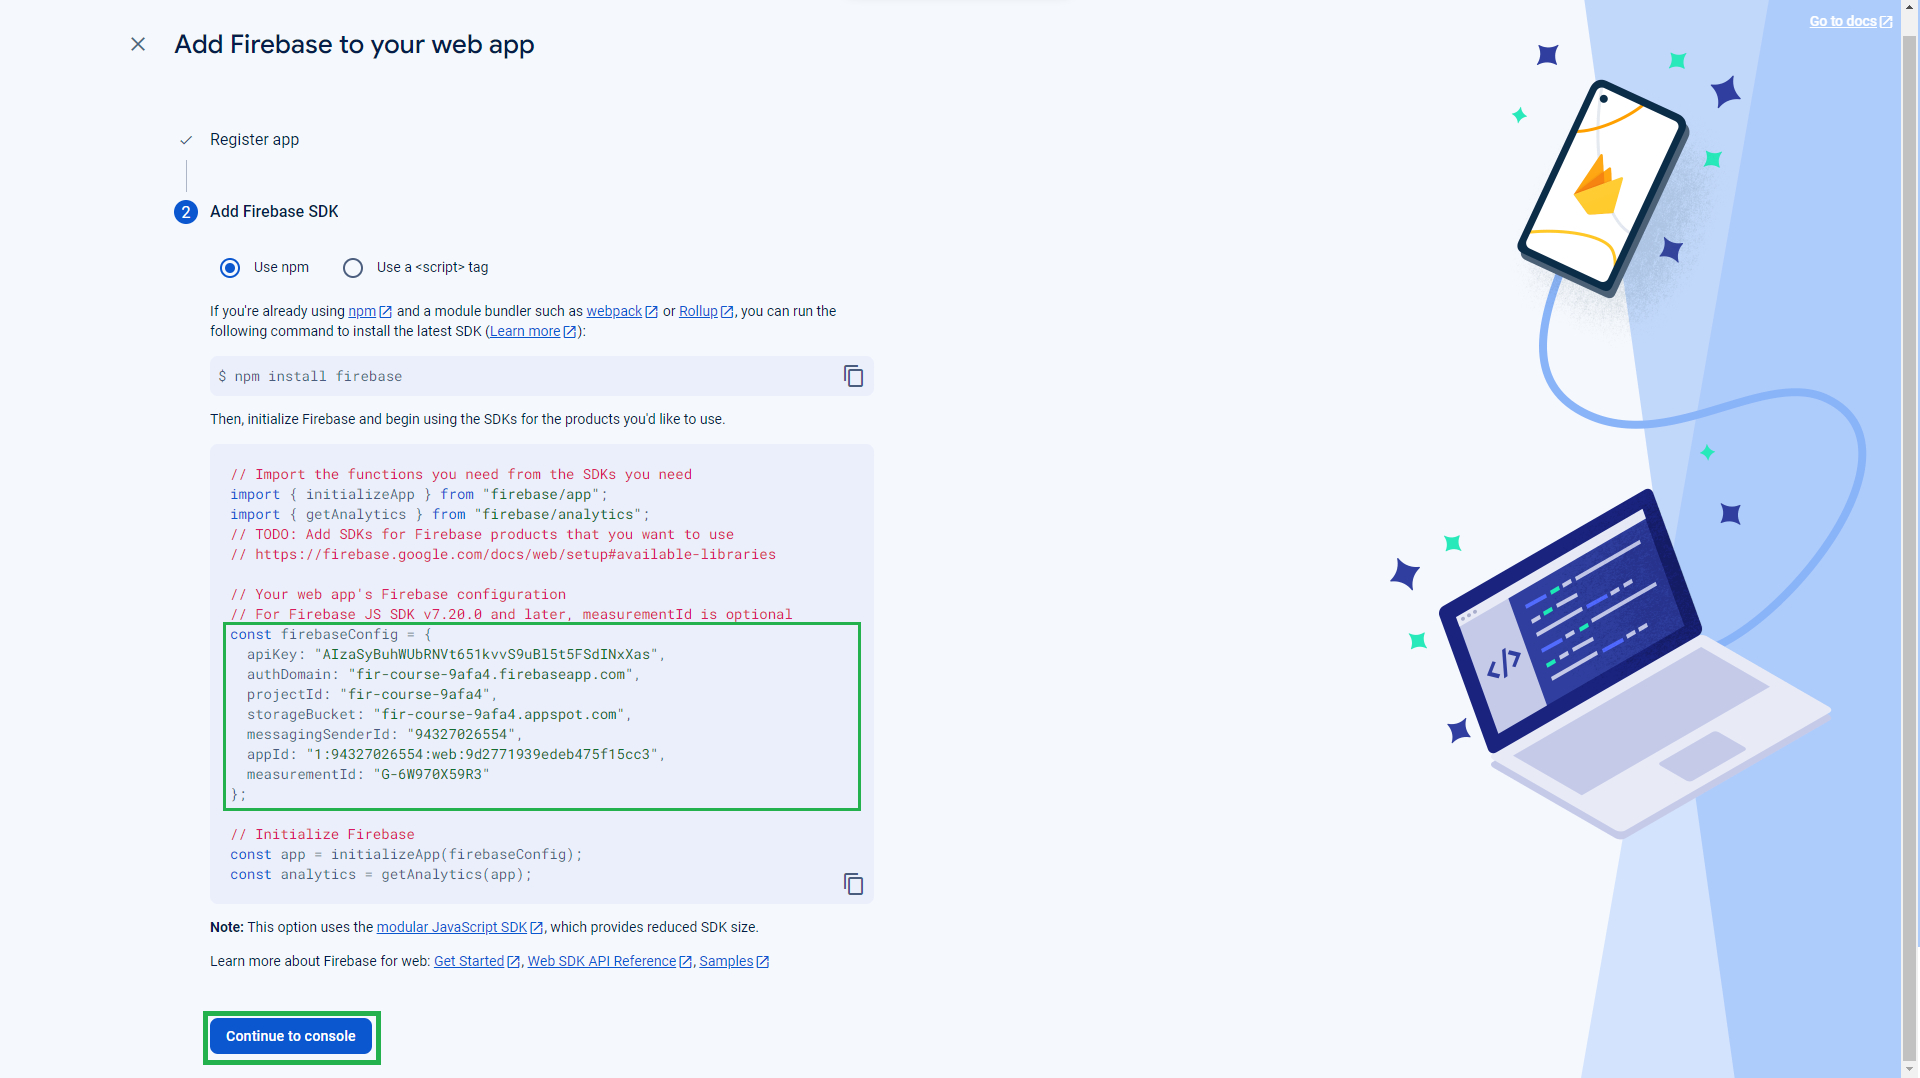 Go to docs
Add Firebase to your web app
Register app
2 Add Firebase SDK
Use npm Use a <script> tag
If you're already using npm and a module bundler such as webpack or Rollup, you can run the
following command to install the latest SDK (Learn more):
$ npm install firebase
Then, initialize Firebase and begin using the SDKs for the products you'd like to use.
// Import the functions you need from the SDKs you need
import { initializeApp } from "firebase/app";
import { getAnalytics } from "firebase/analytics";
// TODO: Add SDKs for Firebase products that you want to use
// https://firebase.google.com/docs/web/setup#available-libraries
// Your web app's Firebase configuration
// For Firebase JS SDK v7.20.0 and later, measurementId is optional
const firebaseConfig = {
apiKey: "AIzaSyBuhWUbRNVt651kvvS9uBl5t5FSdINxXas",
authDomain: "fir-course-9afa4.firebaseapp.com",
projectId: "fir-course-9afa4",
storageBucket: "fir-course-9afa4.appspot.com",
messagingSenderId: "94327026554",
appId: "1:94327026554:web:9d2771939edeb475f15cc3",
measurementId: "G-6W970X59R3"
};
// Initialize Firebase
const app = initializeApp(firebaseConfig);
const analytics = getAnalytics(app);
Note: This option uses the modular JavaScript SDK, which provides reduced SDK size.
Learn more about Firebase for web: Get Started, Web SDK API Reference, Samples
Continue to console